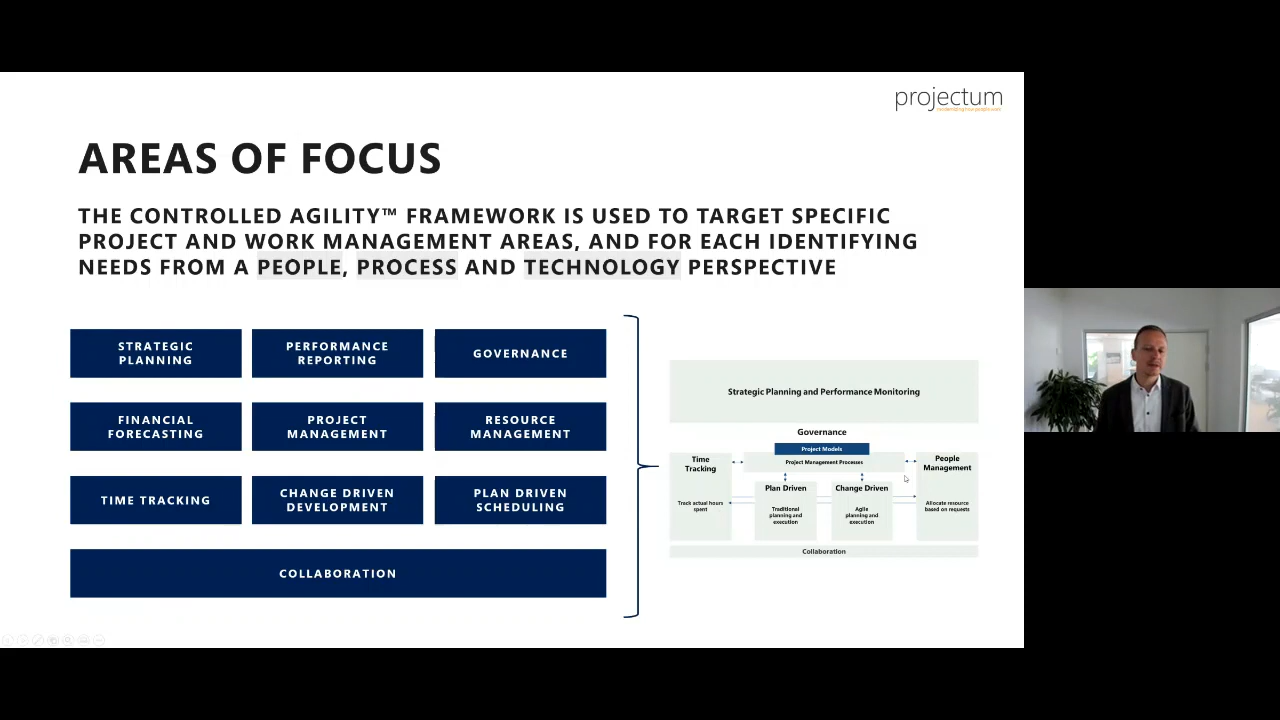 projectum
AREAS OF FOCUS
THE CONTROLLED AGILITY™ FRAMEWORK IS USED TO TARGET SPECIFIC
PROJECT AND WORK MANAGEMENT AREAS, AND FOR EACH IDENTIFYING
NEEDS FROM A PEOPLE, PROCESS AND TECHNOLOGY PERSPECTIVE
STRATEGIC
PLANNING
PERFORMANCE
REPORTING
GOVERNANCE
FINANCIAL
FORECASTING
PROJECT
MANAGEMENT
RESOURCE
MANAGEMENT
TIME TRACKING
CHANGE DRIVEN
DEVELOPMENT
PLAN DRIVEN
SCHEDULING
COLLABORATION
Strategic Planning and Performance Monitoring
Governance
Project Models
Project Management Processes
Time
Tracking
Track actual hours
spent
Plan Driven
Traditional
planning and
execution
Change Driven
Agile
planning and
execution
People
Management
Allocate resource
based on requests
Collaboration